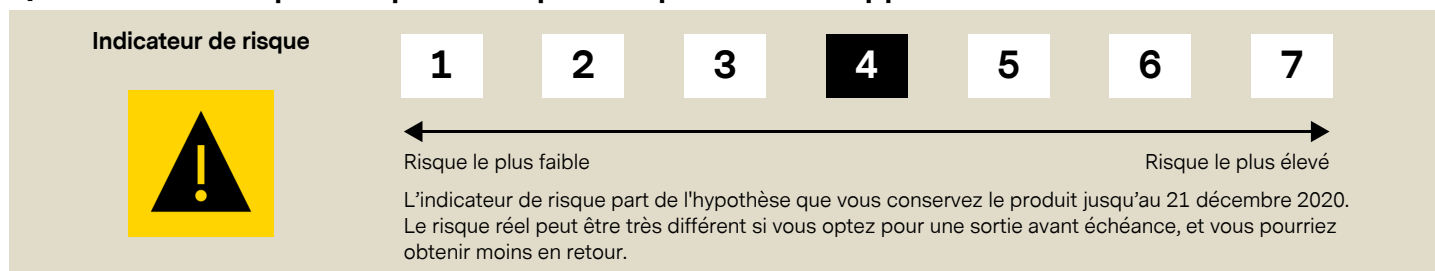 Indicateur de risque
1 2 3 4 5 6 7
Risque le plus faible Risque le plus élevé
L'indicateur de risque part de l'hypothèse que vous conservez le produit jusqu'au 21 décembre 2020.
Le risque réel peut être très différent si vous optez pour une sortie avant échéance, et vous pourriez
obtenir moins en retour.